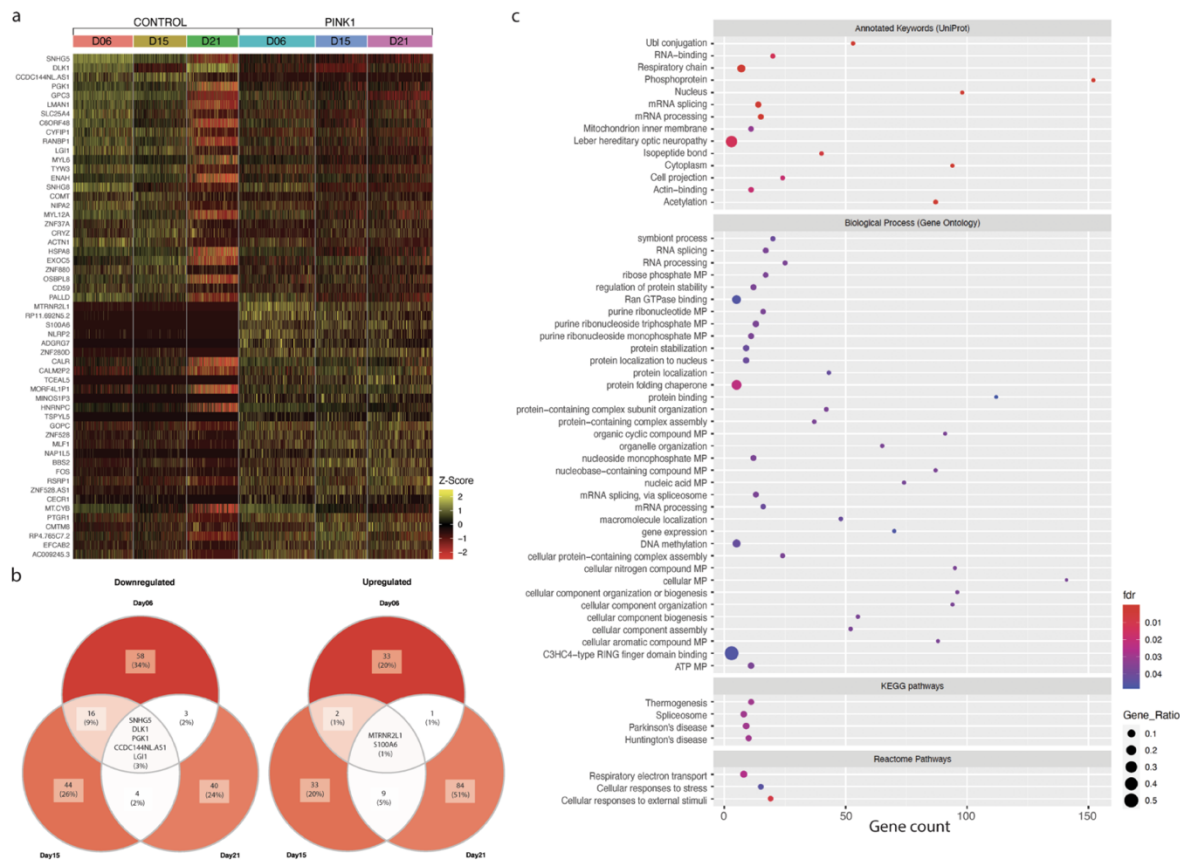 a
CONTROL
PINK1
D06
D15
D21
D06
D15
D21
SNHG5
DLK1
CCDC144NL.AS1
PGK1
GPC3
LMAN1
SLC25A4
C8ORF48
CYFIP1
RANBP1
LGI1
MYL6
TYW3
ENAH
SNHG8
COMT
NIPA2
MYL12A
ZNF37A
CRYZ
ACTN1
HSPA8
EXOC5
ZNF880
OSBPL8
CD59
PALLD
MTRNR2L1
RP11.692N5.2
S100A6
NLRP2
ADGRG7
ZNF280D
CALR
CALM2P2
TCEAL5
MORF4L1P1
MINOS1P3
HNRNPC
TSPYL5
GOPC
ZNF528
MLF1
NAP1L5
BBS2
FOS
RSRP1
ZNF528.AS1
CECR1
MT.CYB
PTGR1
CMTM8
RP4.765C7.2
EFCAB2
AC009245.3
Z-Score
2
1
0
−1
−2
b
Downregulated
Day06
58
(34%)
16
(9%)
3
(2%)
SNHG5
DLK1
PGK1
CCDC144NL.AS1
LGI1
(3%)
44
(26%)
4
(2%)
40
(24%)
Day15
Day21
Upregulated
Day06
33
(20%)
2
(1%)
1
(1%)
MTRNR2L1
S100A6
(1%)
33
(20%)
9
(5%)
84
(51%)
Day15
Day21
c
Annotated Keywords (UniProt)
Ubl conjugation
RNA−binding
Respiratory chain
Phosphoprotein
Nucleus
mRNA splicing
mRNA processing
Mitochondrion inner membrane
Leber hereditary optic neuropathy
Isopeptide bond
Cytoplasm
Cell projection
Actin−binding
Acetylation
Biological Process (Gene Ontology)
symbiont process
RNA splicing
RNA processing
ribose phosphate MP
regulation of protein stability
Ran GTPase binding
purine ribonucleotide MP
purine ribonucleoside triphosphate MP
purine ribonucleoside monophosphate MP
protein stabilization
protein localization to nucleus
protein localization
protein folding chaperone
protein binding
protein−containing complex subunit organization
protein−containing complex assembly
organic cyclic compound MP
organelle organization
nucleoside monophosphate MP
nucleobase−containing compound MP
nucleic acid MP
mRNA splicing, via spliceosome
mRNA processing
macromolecule localization
gene expression
DNA methylation
cellular protein−containing complex assembly
cellular nitrogen compound MP
cellular MP
cellular component organization or biogenesis
cellular component organization
cellular component biogenesis
cellular component assembly
cellular aromatic compound MP
C3HC4−type RING finger domain binding
ATP MP
KEGG pathways
Thermogenesis
Spliceosome
Parkinson's disease
Huntington's disease
Reactome Pathways
Respiratory electron transport
Cellular responses to stress
Cellular responses to external stimuli
0
50
100
150
Gene count
fdr
0.01
0.02
0.03
0.04
Gene_Ratio
0.1
0.2
0.3
0.4
0.5